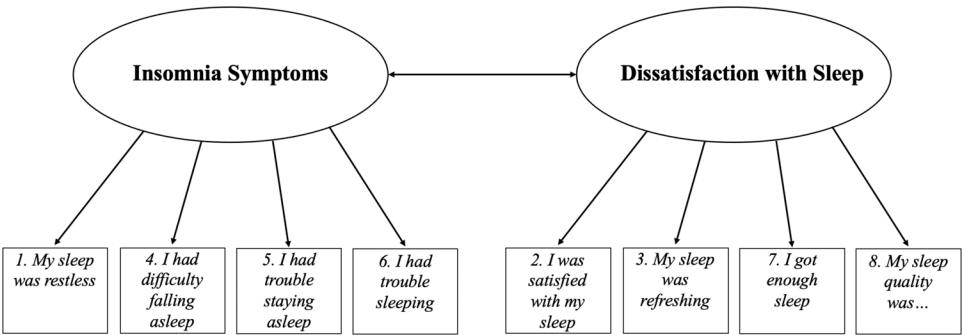 Insomnia Symptoms
Dissatisfaction with Sleep
1. My sleep
was restless
4. I had
difficulty
falling
asleep
5. I had
trouble
staying
asleep
6. I had
trouble
sleeping
2. I was
satisfied
with my
sleep
3. My sleep
was
refreshing
7. I got
enough
sleep
8. My sleep
quality
was…